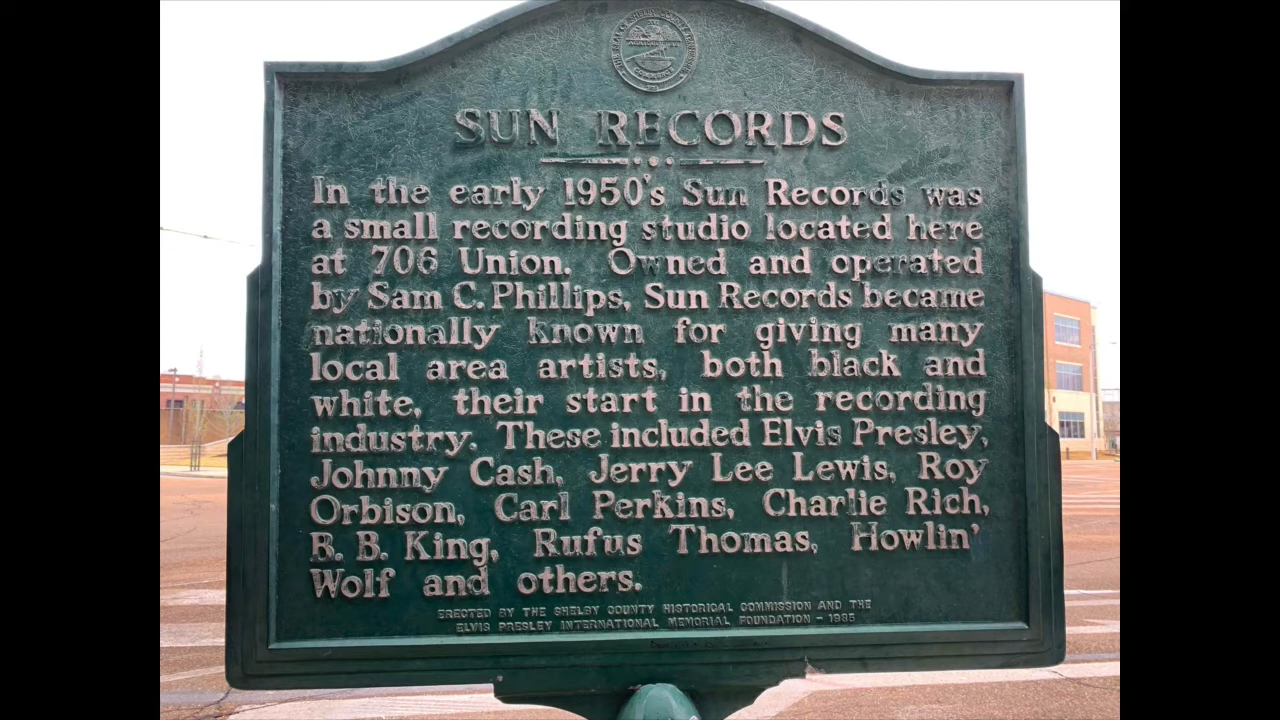 SUN RECORDS
In the early 1950's Sun Records was
a small recording studio located here
at 706 Union. Owned and operated
by Sam C. Phillips, Sun Records became
nationally known for giving many
local area artists, both black and
white, their start in the recording
industry. These included Elvis Presley,
Johnny Cash, Jerry Lee Lewis, Roy
Orbison, Carl Perkins, Charlie Rich,
B. B. King, Rufus Thomas, Howlin'
Wolf and others.
ERECTED BY THE SHELBY COUNTY HISTORICAL COMMISSION AND THE
ELVIS PRESLEY INTERNATIONAL MEMORIAL FOUNDATION - 1985